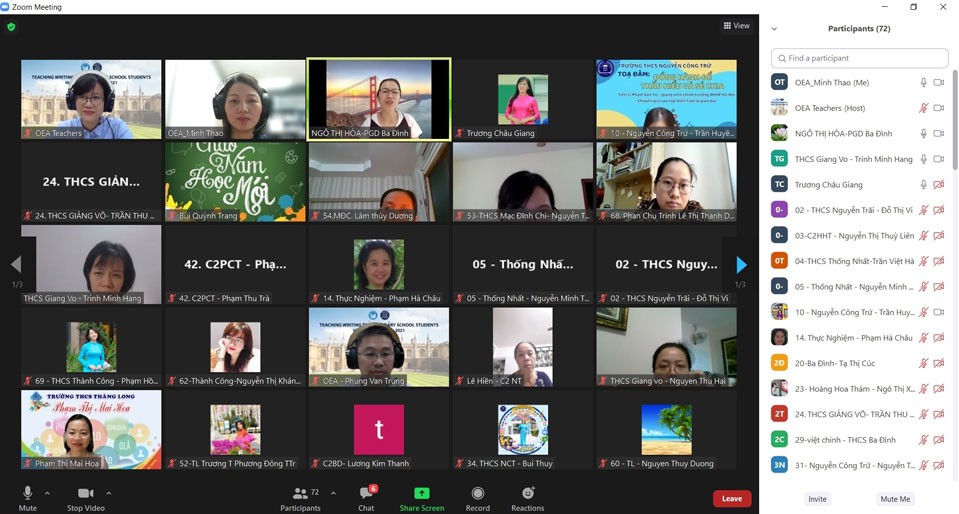 Zoom Meeting
View
TEACHING WRITING
SCHOOL STUDENTS
2021
OEA Teachers
OEA_Minh Thao
NGÔ THỊ HÒA-PGD Ba Đình
Trương Châu Giang
TRƯỜNG THCS NGUYỄN CÔNG TRỨ
TOẠ ĐÀM:
10 - Nguyễn Công Trứ - Trần Huyề...
24. THCS GIẢN...
24. THCS GIẢNG VÕ- TRẦN THU ...
Chào
Năm
Học
Mới
Bùi Quỳnh Trang
54.MĐC. Lâm thùy Dương
53-THCS Mạc Đĩnh Chi- Nguyễn T...
68. Phan Chu Trinh Lê Thị Thanh D...
THCS Giang Vo - Trinh Minh Hang
42. C2PCT - Phạ...
42. C2PCT - Phạm Thu Trà
14. Thực Nghiệm - Phạm Hà Châu
05 - Thống Nhấ...
05 - Thống Nhất - Nguyễn Minh T...
02 - THCS Nguy...
02 - THCS Nguyễn Trãi - Đỗ Thị Vi
1/3
1/3
69 - THCS Thành Công - Phạm Hồ...
62-Thành Công-Nguyễn Thị Khán...
TEACHING WRITING
SCHOOL STUDENTS
2021
OEA - Phung Van Trung
Lê Hiền - C2 NT
THCS Giang vo - Nguyen Thu Hai
TRƯỜNG THCS THĂNG LONG
Phạm Thị Mai Hoa
Phạm Thị Mai Hoa
52-TL Trương T Phương Đông TTr
t
C2BD- Lương Kim Thanh
34. THCS NCT - Bui Thuy
60 - TL - Nguyen Thuy Duong
Mute
Stop Video
72
Participants
6
Chat
Share Screen
Record
Reactions
Leave
Participants (72)
Find a participant
OT OEA_Minh Thao (Me)
OEA Teachers (Host)
NGÔ THỊ HÒA-PGD Ba Đình
TG THCS Giang Vo - Trinh Minh Hang
TC Trương Châu Giang
0- 02 - THCS Nguyễn Trãi - Đỗ Thị Vi
0- 03-C2HHT - Nguyễn Thị Thuỳ Liên
0T 04-THCS Thống Nhất-Trần Việt Hà
0- 05 - Thống Nhất - Nguyễn Minh ...
10 - Nguyễn Công Trứ - Trần Huy...
14. Thực Nghiệm - Phạm Hà Châu
2Đ 20-Ba Đình- Tạ Thị Cúc
23- Hoàng Hoa Thám - Ngô Thị X...
2T 24. THCS GIẢNG VÕ- TRẦN THU ...
2C 29-việt chinh - THCS Ba Đình
3N 31- Nguyễn Công Trứ - Nguyễn T...
Invite
Mute Me